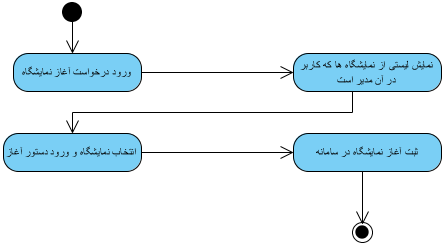 ورود درخواست آغاز نمایشگاه
نمایش لیستی از نمایشگاه ها که کاربر
در آن مدیر است
انتخاب نمایشگاه و ورود دستور آغاز
ثبت آغاز نمایشگاه در سامانه